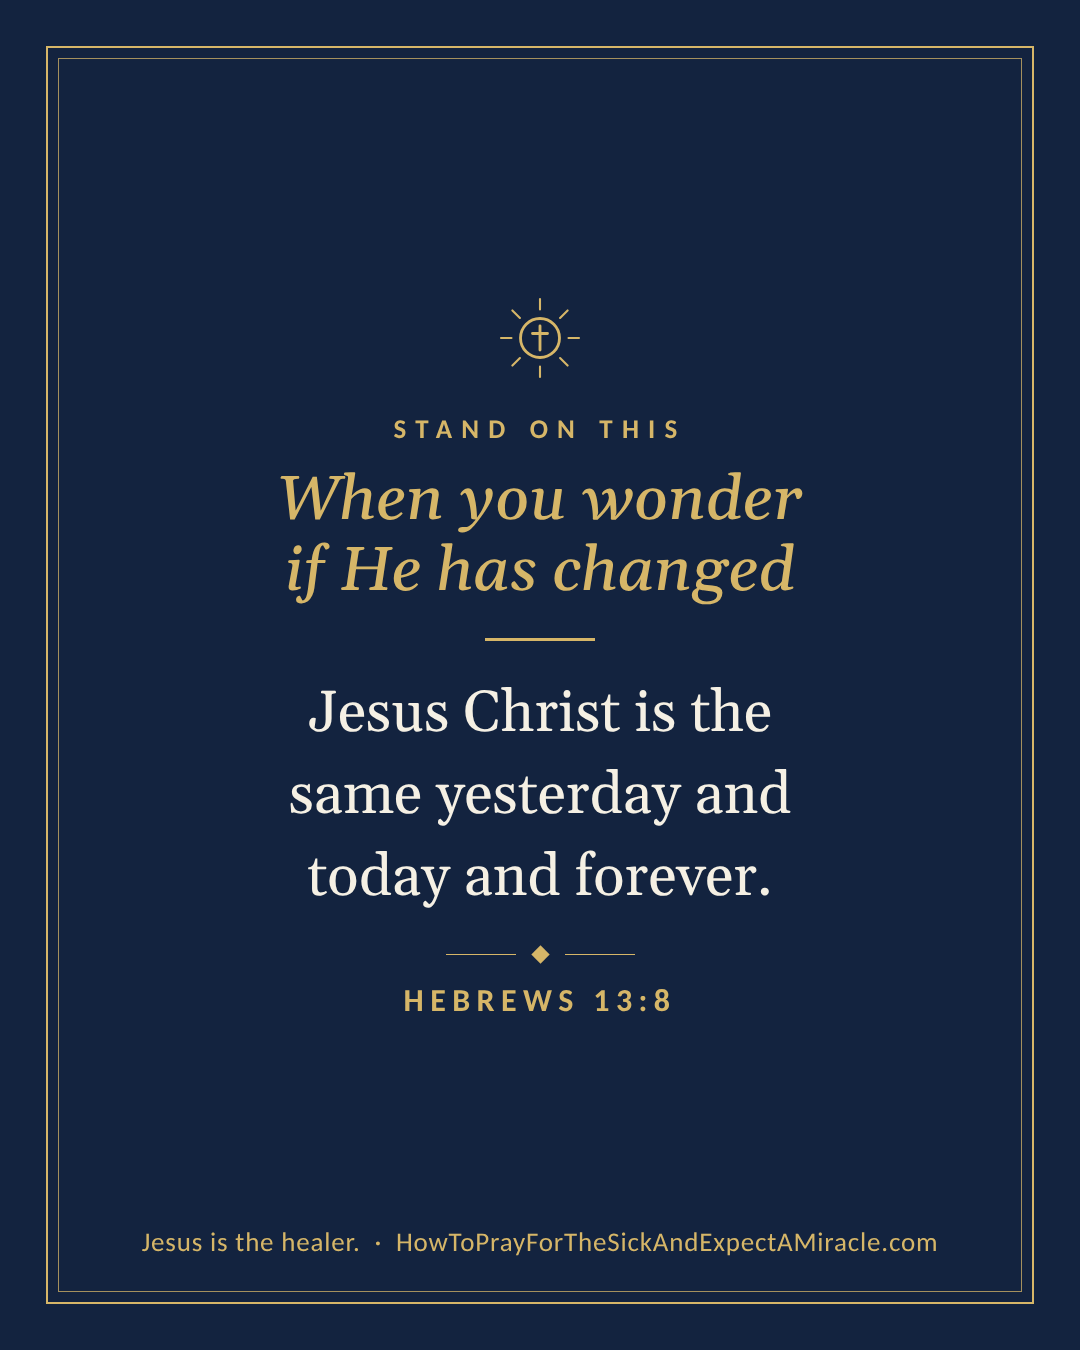 STAND ON THIS
When you wonder
if He has changed
Jesus Christ is the
same yesterday and
today and forever.
HEBREWS 13:8
Jesus is the healer. · HowToPrayForTheSickAndExpectAMiracle.com